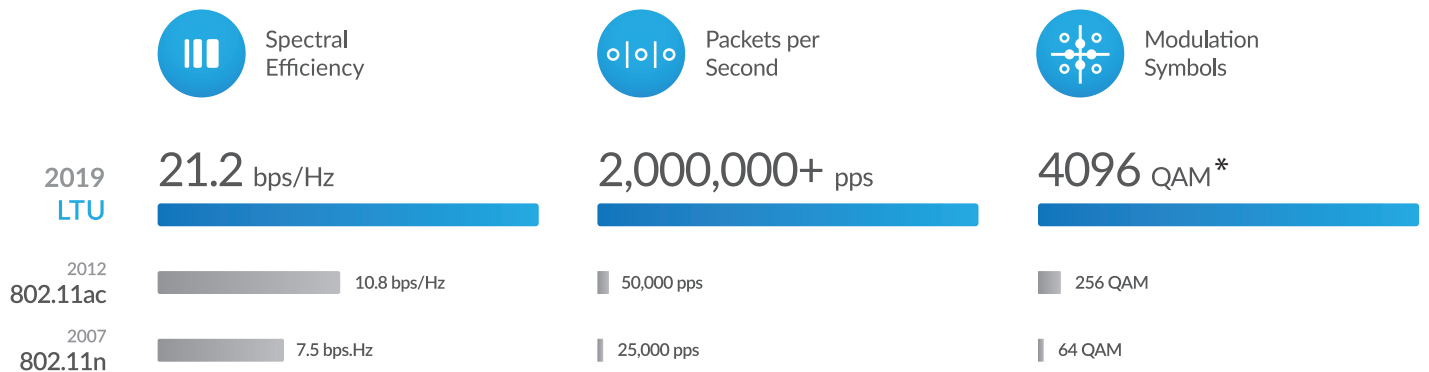 Spectral
Efficiency
Packets per
Second
Modulation
Symbols
2019
LTU
21.2 bps/Hz
2,000,000+ pps
4096 QAM*
2012
802.11ac
10.8 bps/Hz
50,000 pps
256 QAM
2007
802.11n
7.5 bps.Hz
25,000 pps
64 QAM